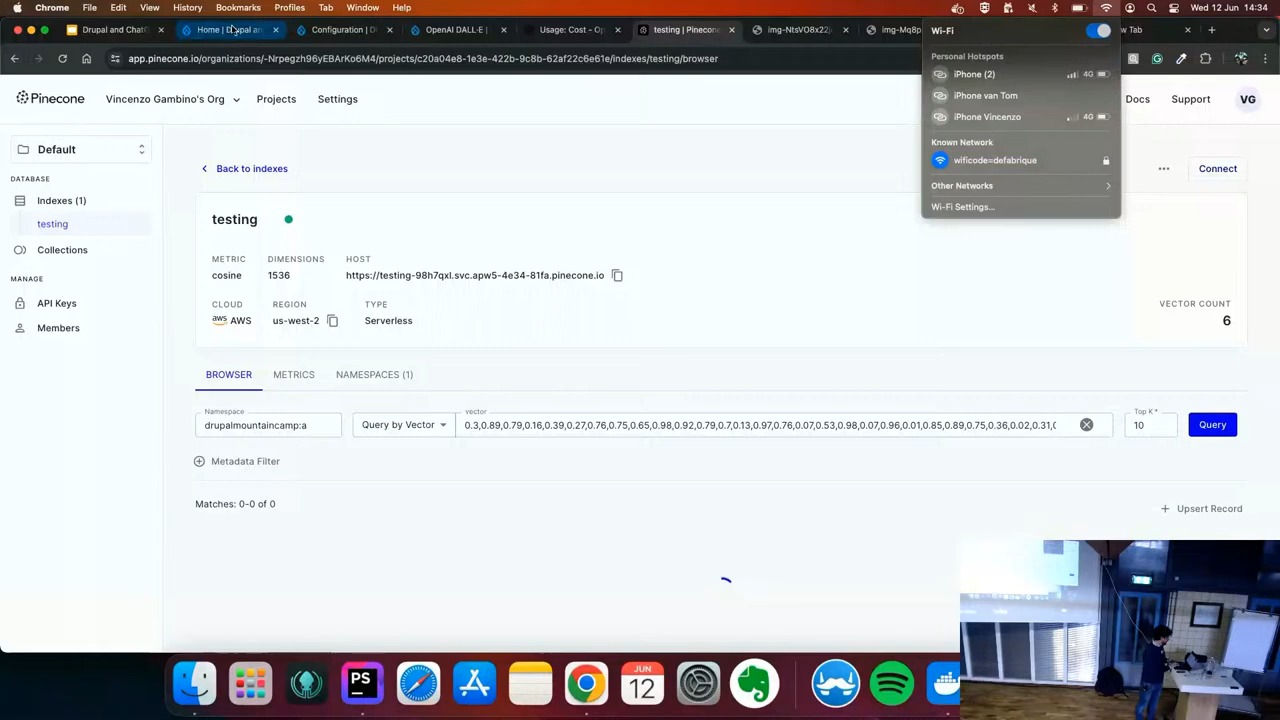 Chrome File Edit View History Bookmarks Profiles Tab Window Help Wed 12 Jun 14:34
Drupal and ChatG Home | Drupal an Configuration | D OpenAI DALL·E | Usage: Cost - Op testing | Pinecone img-NtsVO8x22j img-Mq8p w Tab
app.pinecone.io/organizations/-Nrpegzh96yEBArKo6M4/projects/c20a04e8-1e3e-422b-9c8b-62af22c6e61e/indexes/testing/browser
Wi-Fi
Personal Hotspots
iPhone (2) 4G
iPhone van Tom
iPhone Vincenzo 4G
Known Network
wificode=defabrique
Other Networks
Wi-Fi Settings...
Pinecone Vincenzo Gambino's Org Projects Settings Docs Support VG
Default
DATABASE
Indexes (1)
testing
Collections
MANAGE
API Keys
Members
Back to indexes Connect
testing
METRIC DIMENSIONS HOST
cosine 1536 https://testing-98h7qxl.svc.apw5-4e34-81fa.pinecone.io
CLOUD REGION TYPE
aws AWS us-west-2 Serverless
VECTOR COUNT
6
BROWSER METRICS NAMESPACES (1)
Namespace vector Top K *
drupalmountaincamp:a Query by Vector 0.3,0.89,0.79,0.16,0.39,0.27,0.76,0.75,0.65,0.98,0.92,0.79,0.7,0.13,0.97,0.76,0.07,0.53,0.98,0.07,0.96,0.01,0.85,0.89,0.75,0.36,0.02,0.31,0 10 Query
Metadata Filter
Matches: 0-0 of 0
Upsert Record
PS
JUN
12